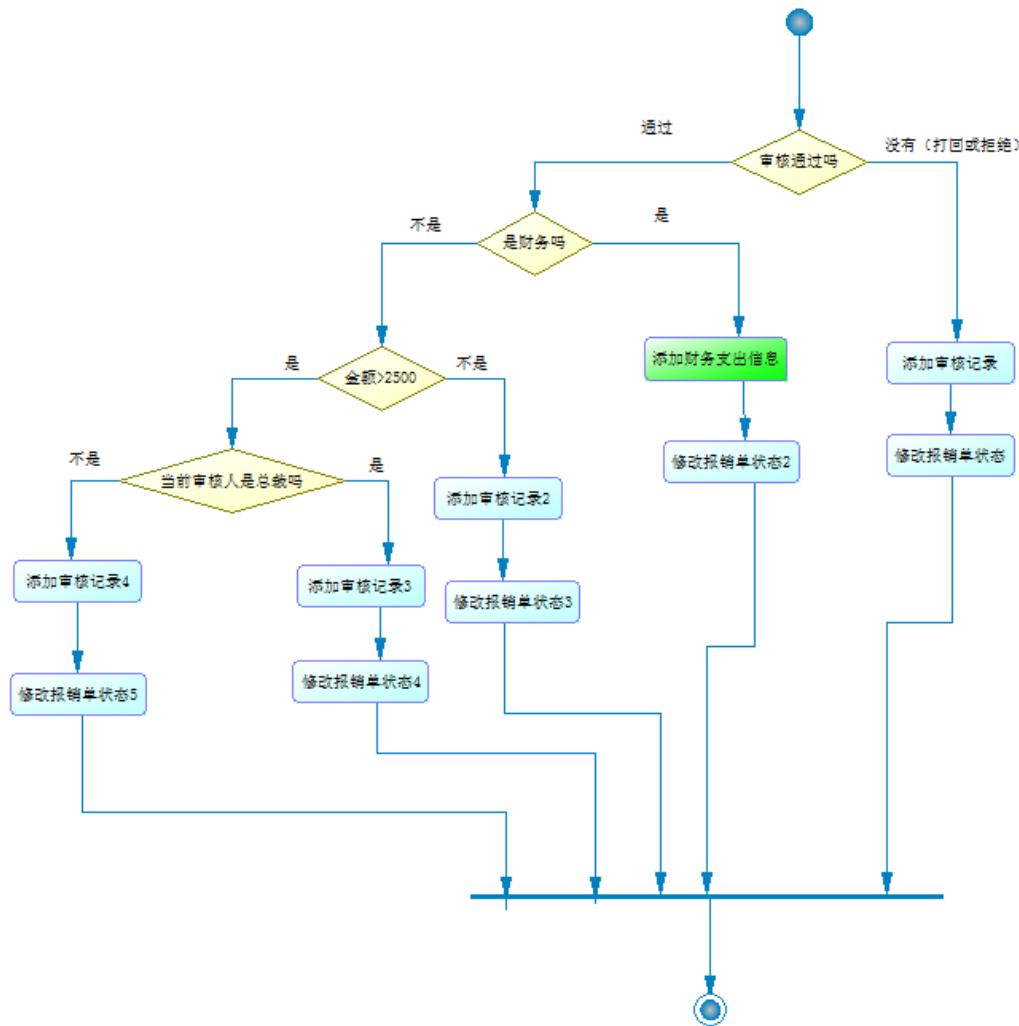 通过
没有（打回或拒绝）
审核通过吗
不是
是
是财务吗
添加财务支出信息
添加审核记录
是
金额>2500
不是
修改报销单状态2
修改报销单状态
不是
当前审核人是总裁吗
是
添加审核记录2
添加审核记录4
添加审核记录3
修改报销单状态3
修改报销单状态5
修改报销单状态4